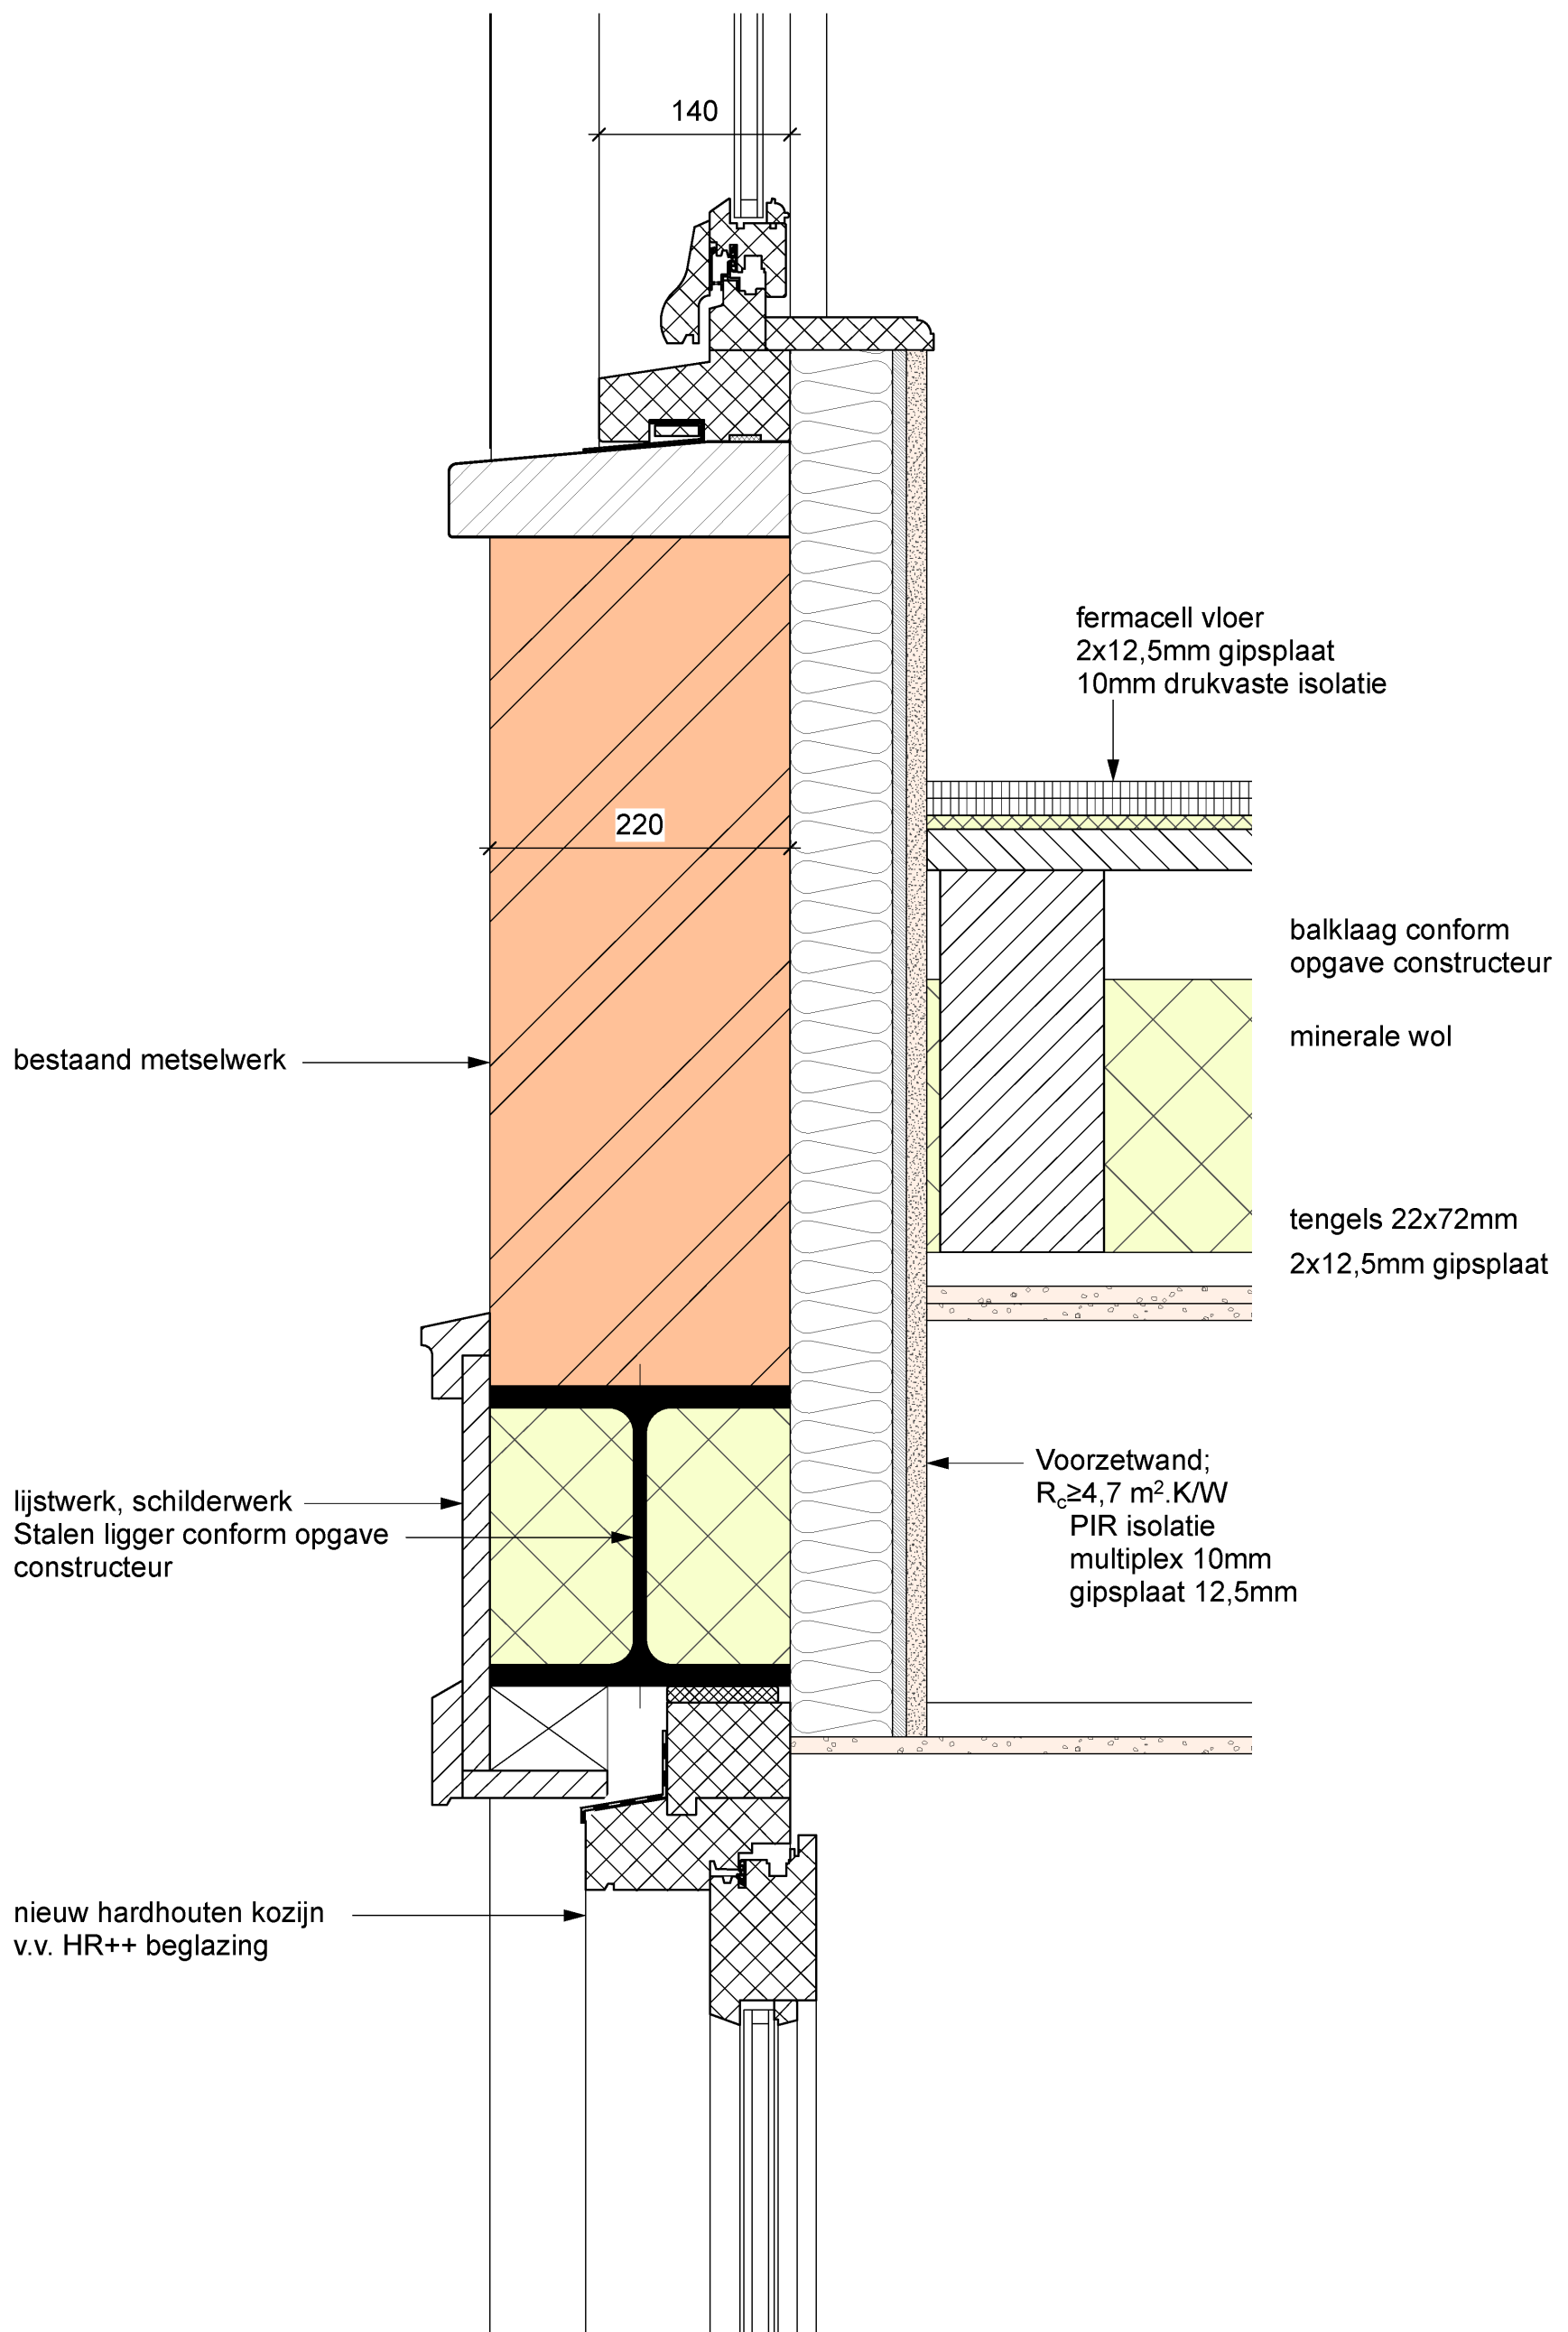 140
fermacell vloer
2x12,5mm gipsplaat
10mm drukvaste isolatie
220
balklaag conform
opgave constructeur
minerale wol
bestaand metselwerk
tengels 22x72mm
2x12,5mm gipsplaat
Voorzetwand;
Rc≥4,7 m².K/W
PIR isolatie
multiplex 10mm
gipsplaat 12,5mm
lijstwerk, schilderwerk
Stalen ligger conform opgave
constructeur
nieuw hardhouten kozijn
v.v. HR++ beglazing